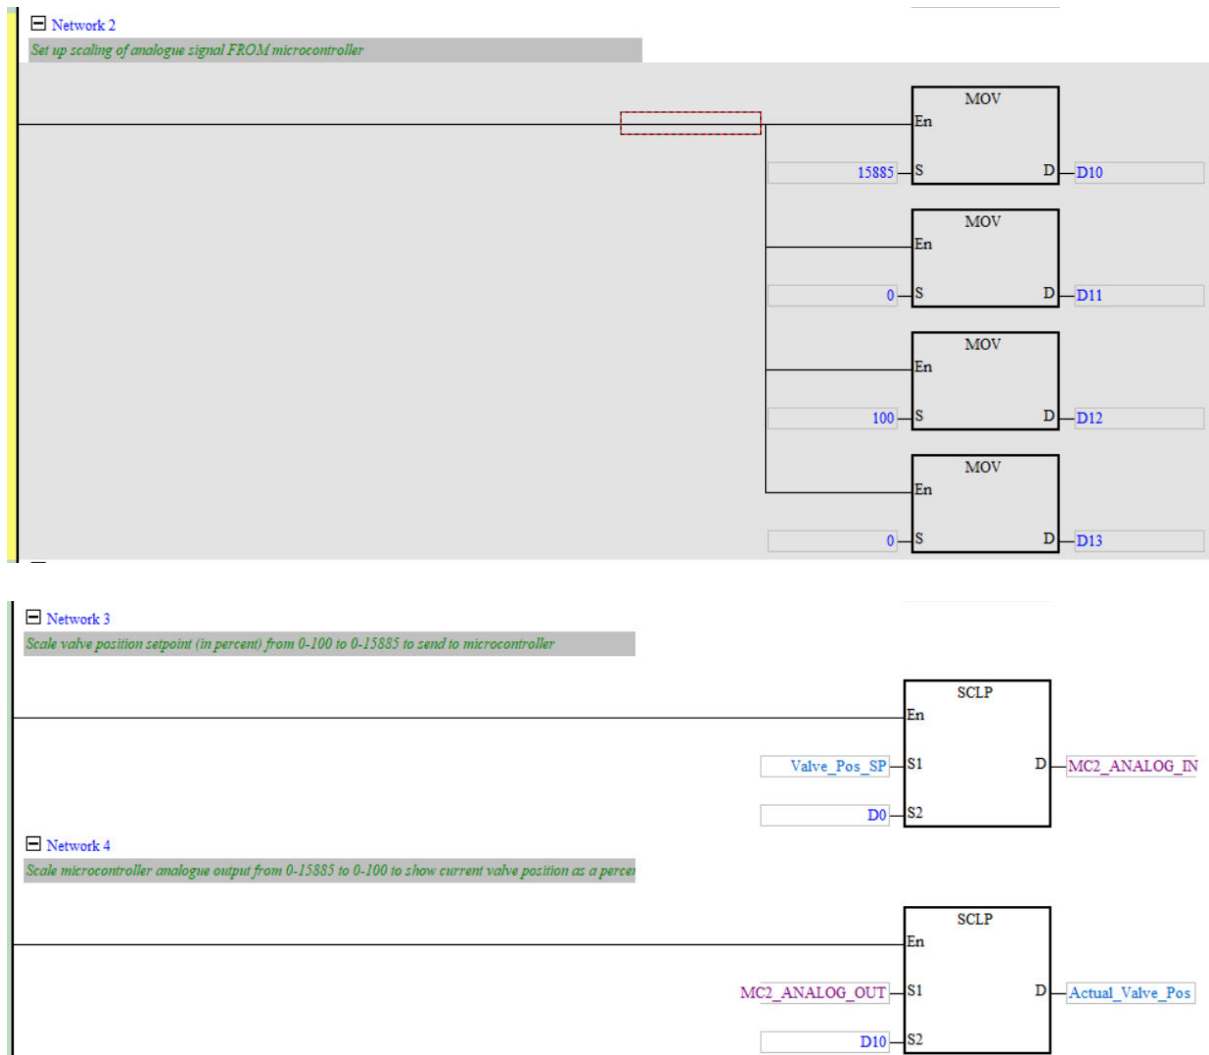 Network 2
Set up scaling of analogue signal FROM microcontroller
MOV
En
15885 S D D10
MOV
En
0 S D D11
MOV
En
100 S D D12
MOV
En
0 S D D13
Network 3
Scale valve position setpoint (in percent) from 0-100 to 0-15885 to send to microcontroller
SCLP
En
Valve_Pos_SP S1 D MC2_ANALOG_IN
D0 S2
Network 4
Scale microcontroller analogue output from 0-15885 to 0-100 to show current valve position as a percen
SCLP
En
MC2_ANALOG_OUT S1 D Actual_Valve_Pos
D10 S2